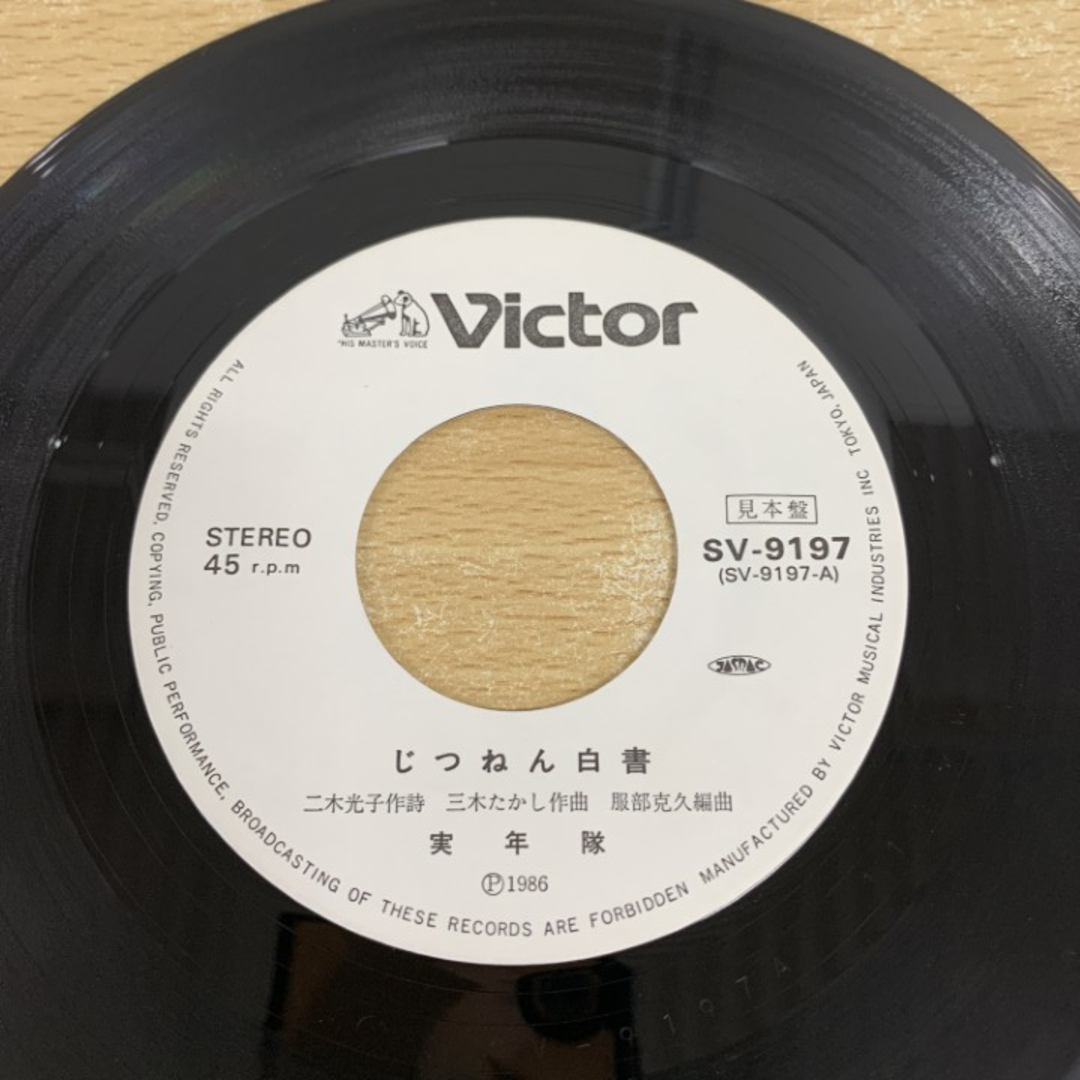 "HIS MASTER'S VOICE
Victor
STEREO
45 r.p.m
見本盤
SV-9197
(SV-9197-A)
JASRAC
じつねん白書
二木光子作詩 三木たかし作曲 服部克久編曲
実年隊
Ⓟ1986
ALL RIGHTS RESERVED. COPYING, PUBLIC PERFORMANCE, BROADCASTING OF THESE RECORDS ARE FORBIDDEN MANUFACTURED BY VICTOR MUSICAL INDUSTRIES INC TOKYO, JAPAN